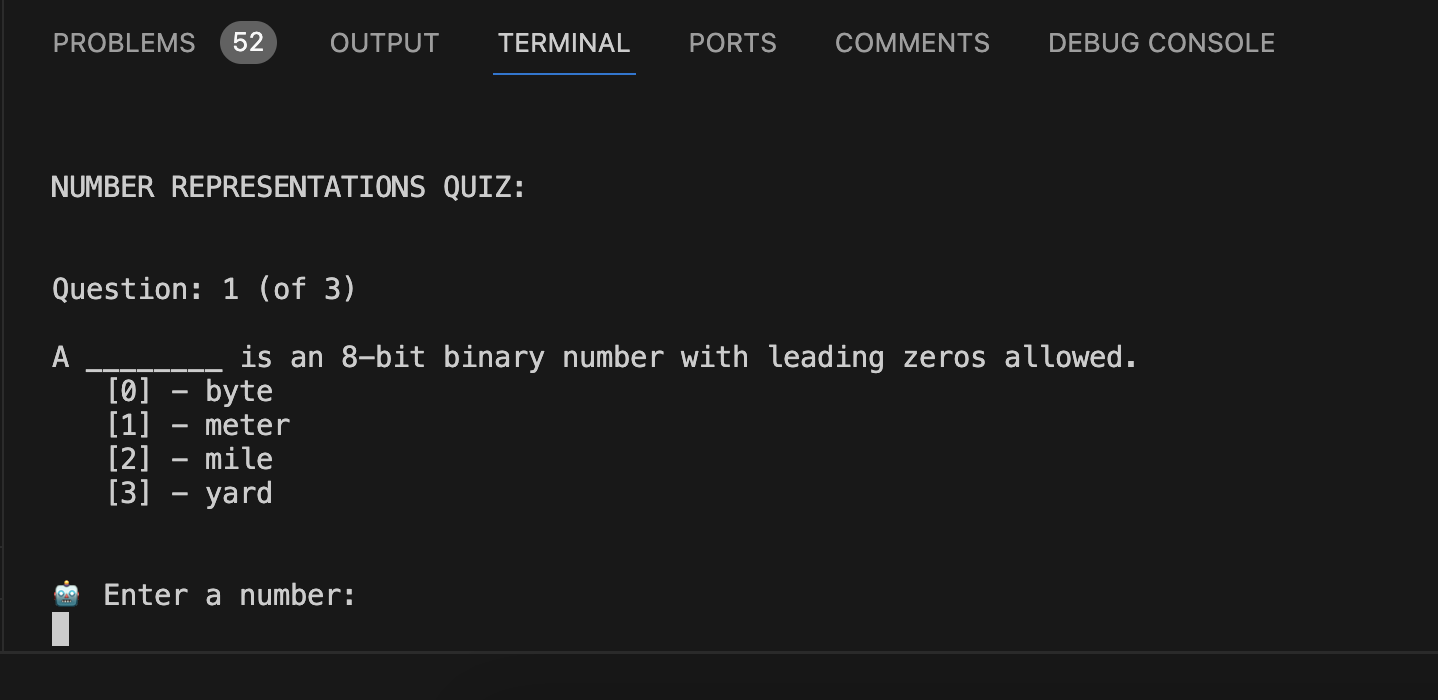 PROBLEMS 52 OUTPUT TERMINAL PORTS COMMENTS DEBUG CONSOLE
NUMBER REPRESENTATIONS QUIZ:
Question: 1 (of 3)
A ________ is an 8-bit binary number with leading zeros allowed.
[0] - byte
[1] - meter
[2] - mile
[3] - yard
🤖 Enter a number: